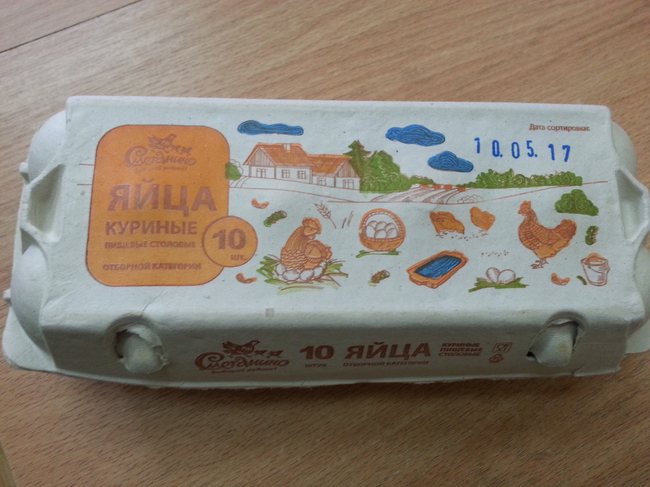 Дата сортировки:
10.05.17
Смоленино
ЯЙЦА
КУРИНЫЕ
ПИЩЕВЫЕ СТОЛОВЫЕ
10
шт.
ОТБОРНОЙ КАТЕГОРИИ
10
ШТУК
ЯЙЦА
ОТБОРНОЙ КАТЕГОРИИ
КУРИНЫЕ
ПИЩЕВЫЕ
СТОЛОВЫЕ